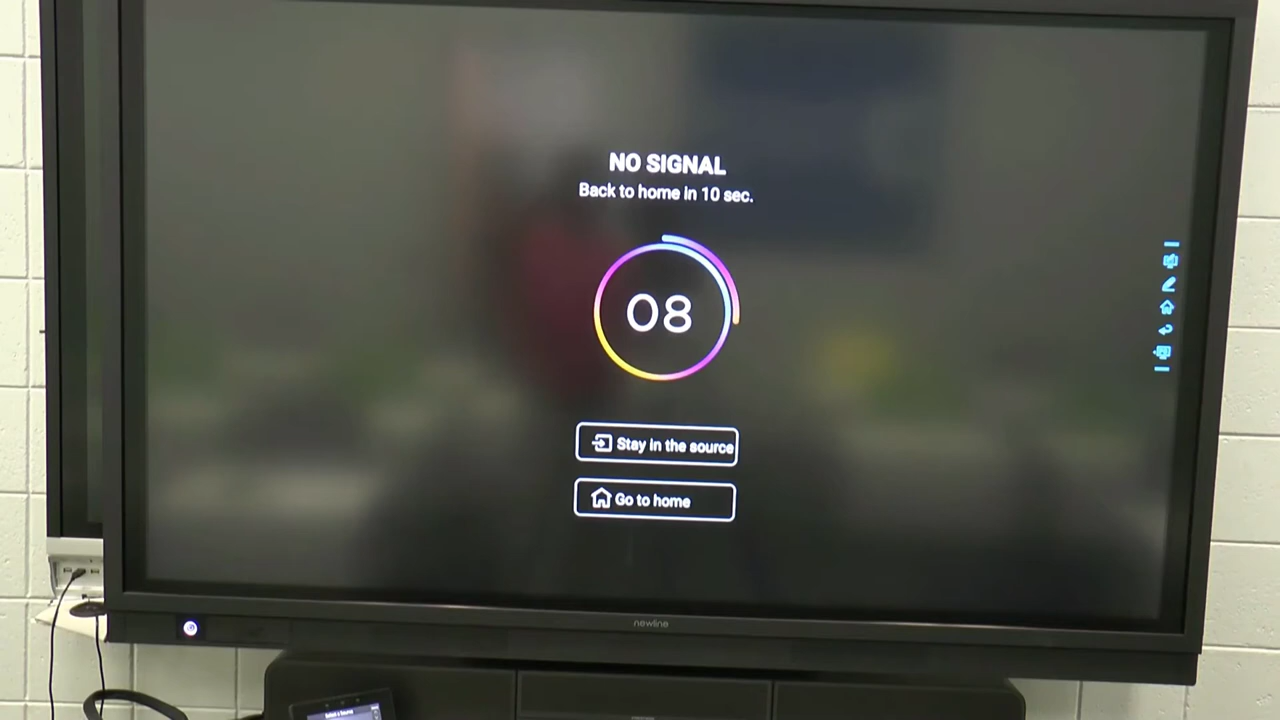 NO SIGNAL
Back to home in 10 sec.
08
Stay in the source
Go to home
newline